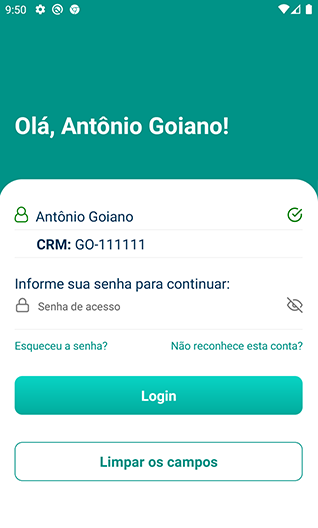 9:50
Olá, Antônio Goiano!
Antônio Goiano
CRM: GO-111111
Informe sua senha para continuar:
Senha de acesso
Esqueceu a senha? Não reconhece esta conta?
Login
Limpar os campos